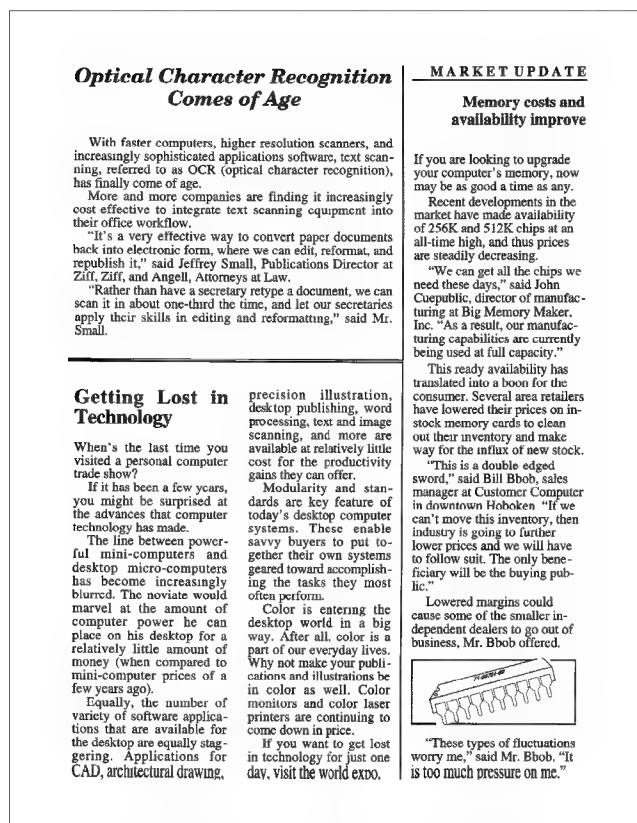 Optical Character Recognition
Comes of Age
With faster computers, higher resolution scanners, and
increasingly sophisticated applications software, text scan-
ning, referred to as OCR (optical character recognition),
has finally come of age.
More and more companies are finding it increasingly
cost effective to integrate text scanning equipment into
their office workflow.
“It's a very effective way to convert paper documents
back into electronic form, where we can edit, reformat, and
republish it,” said Jeffrey Small, Publications Director at
Ziff, Ziff, and Angell, Attorneys at Law.
“Rather than have a secretary retype a document, we can
scan it in about one-third the time, and let our secretaries
apply their skills in editing and reformatting,” said Mr.
Small.
Getting Lost in
Technology
When's the last time you
visited a personal computer
trade show?
If it has been a few years,
you might be surprised at
the advances that computer
technology has made.
The line between power-
ful mini-computers and
desktop micro-computers
has become increasingly
blurred. The noviate would
marvel at the amount of
computer power he can
place on his desktop for a
relatively little amount of
money (when compared to
mini-computer prices of a
few years ago).
Equally, the number of
variety of software applica-
tions that are available for
the desktop are equally stag-
gering. Applications for
CAD, architectural drawing,
precision illustration,
desktop publishing, word
processing, text and image
scanning, and more are
available at relatively little
cost for the productivity
gains they can offer.
Modularity and stan-
dards are key feature of
today's desktop computer
systems. These enable
savvy buyers to put to-
gether their own systems
geared toward accomplish-
ing the tasks they most
often perform.
Color is entering the
desktop world in a big
way. After all, color is a
part of our everyday lives.
Why not make your publi-
cations and illustrations be
in color as well. Color
monitors and color laser
printers are continuing to
come down in price.
If you want to get lost
in technology for just one
day, visit the world expo.
MARKET UPDATE
Memory costs and
availability improve
If you are looking to upgrade
your computer's memory, now
may be as good a time as any.
Recent developments in the
market have made availability
of 256K and 512K chips at an
all-time high, and thus prices
are steadily decreasing.
“We can get all the chips we
need these days,” said John
Cuepublic, director of manufac-
turing at Big Memory Maker,
Inc. “As a result, our manufac-
turing capabilities are currently
being used at full capacity.”
This ready availability has
translated into a boon for the
consumer. Several area retailers
have lowered their prices on in-
stock memory cards to clean
out their inventory and make
way for the influx of new stock.
“This is a double edged
sword,” said Bill Bbob, sales
manager at Customer Computer
in downtown Hoboken “If we
can't move this inventory, then
industry is going to further
lower prices and we will have
to follow suit. The only bene-
ficiary will be the buying pub-
lic.”
Lowered margins could
cause some of the smaller in-
dependent dealers to go out of
business, Mr. Bbob offered.
“These types of fluctuations
worry me,” said Mr. Bbob. “It
is too much pressure on me.”